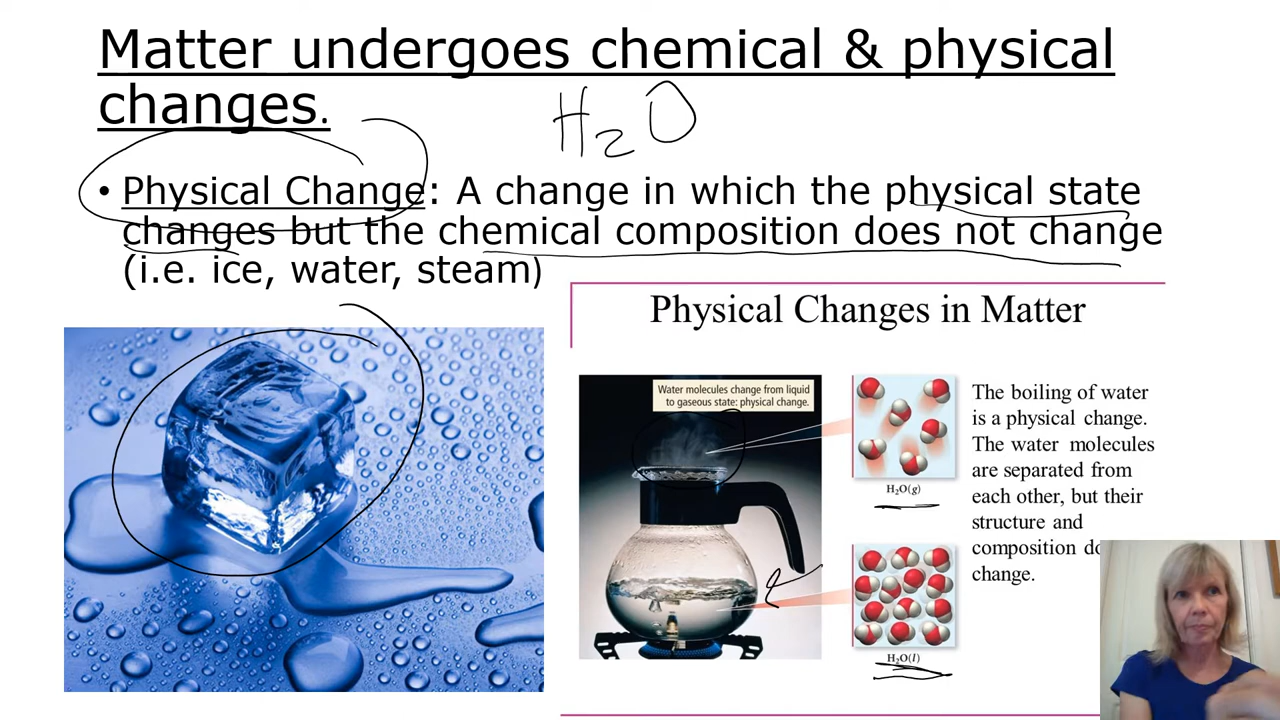 Matter undergoes chemical & physical
changes.
H₂O
• Physical Change: A change in which the physical state
changes but the chemical composition does not change
(i.e. ice, water, steam)
Physical Changes in Matter
Water molecules change from liquid
to gaseous state: physical change.
H₂O(g)
H₂O(l)
The boiling of water
is a physical change.
The water molecules
are separated from
each other, but their
structure and
composition
change.